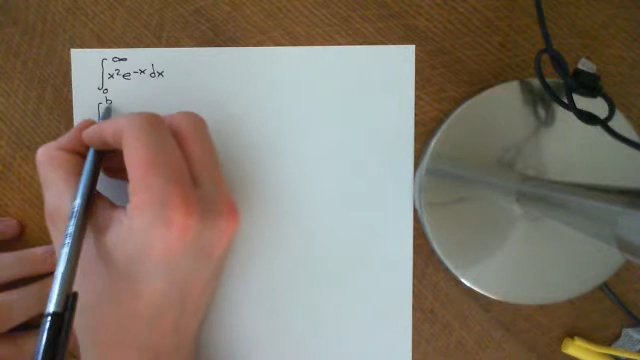 ∫₀^∞ x²e^-x dx
∫^b